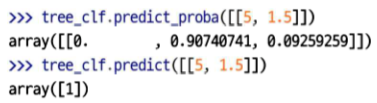 >>> tree_clf.predict_proba([[5, 1.5]])
array([[0.        , 0.90740741, 0.09259259]])
>>> tree_clf.predict([[5, 1.5]])
array([1])